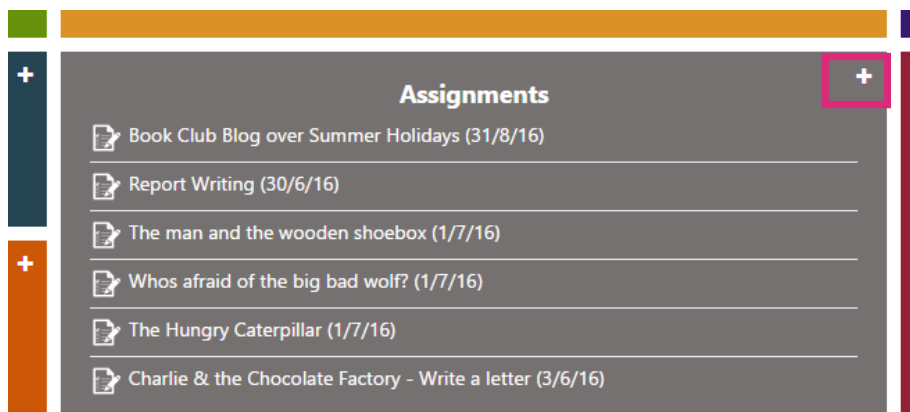 Assignments
Book Club Blog over Summer Holidays (31/8/16)
Report Writing (30/6/16)
The man and the wooden shoebox (1/7/16)
Whos afraid of the big bad wolf? (1/7/16)
The Hungry Caterpillar (1/7/16)
Charlie & the Chocolate Factory - Write a letter (3/6/16)